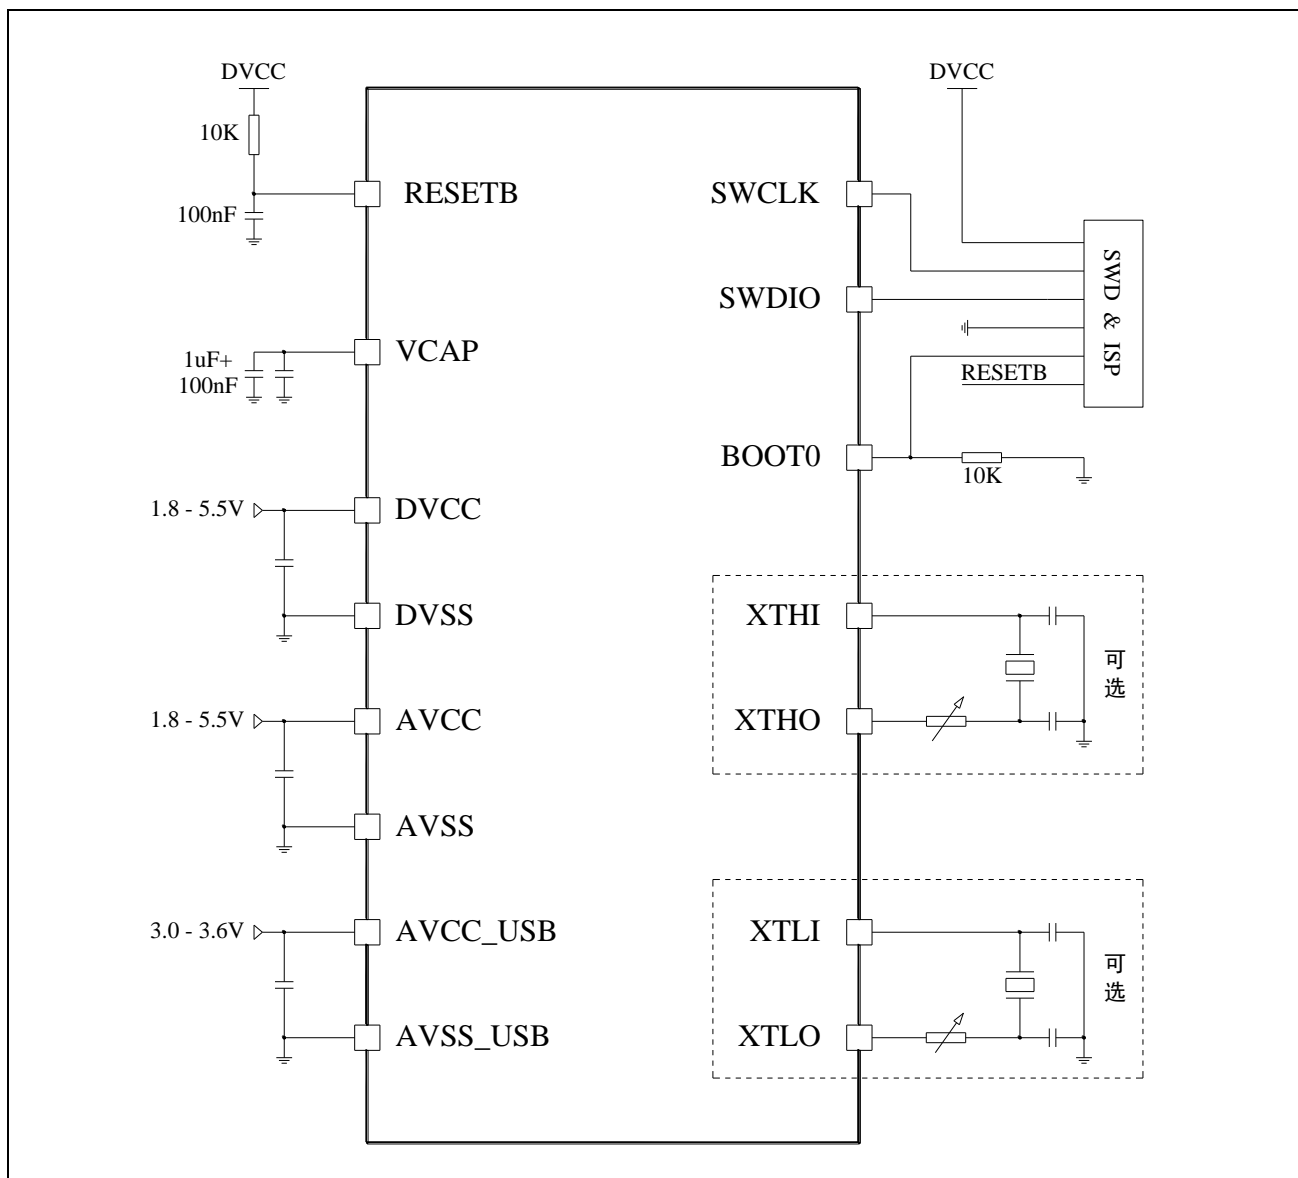 DVCC
10K
100nF
RESETB
1uF+
100nF
VCAP
1.8 - 5.5V
DVCC
DVSS
1.8 - 5.5V
AVCC
AVSS
3.0 - 3.6V
AVCC_USB
AVSS_USB
DVCC
SWCLK
SWDIO
SWD & ISP
RESETB
BOOT0
10K
XTHI
XTHO
可选
XTLI
XTLO
可选